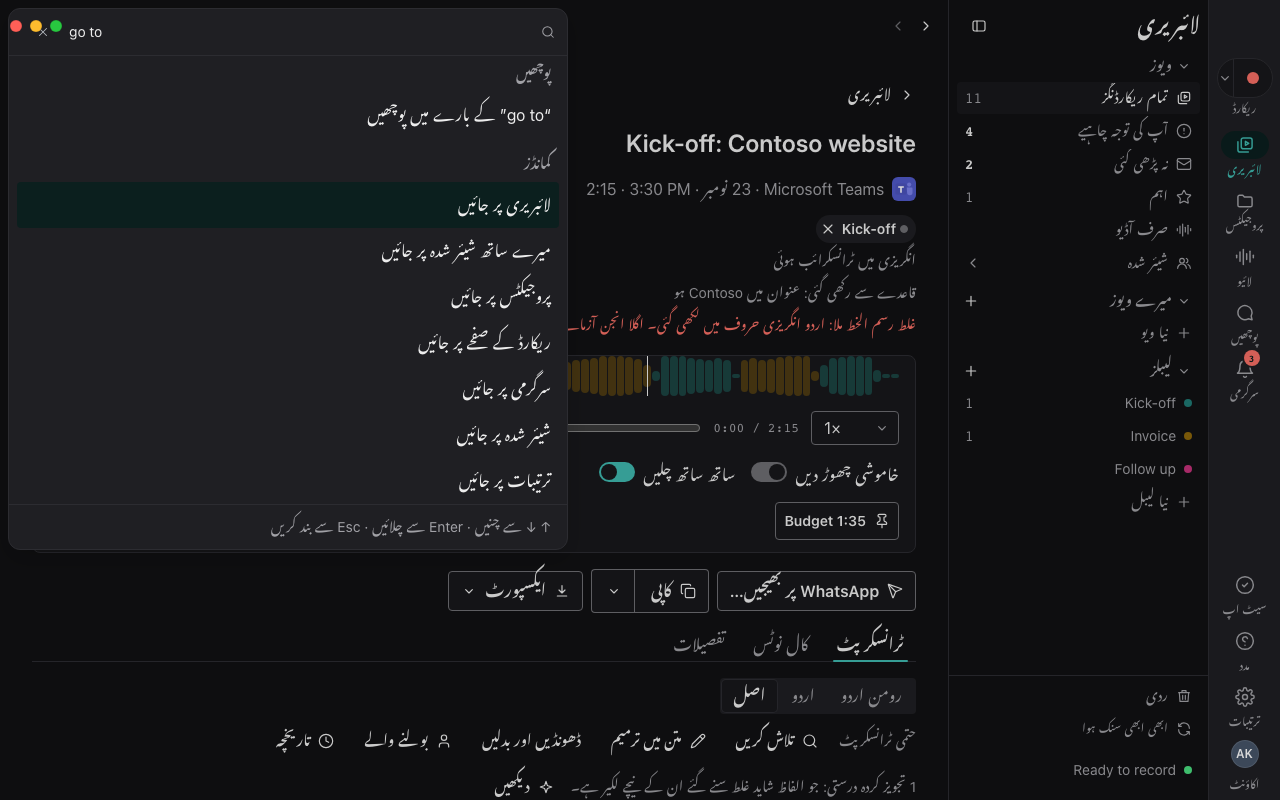 go to
پوچھیں
"go to" کے بارے میں پوچھیں
کمانڈز
لائبریری پر جائیں
میرے ساتھ شیئر شدہ پر جائیں
پروجیکٹس پر جائیں
ریکارڈ کے صفحے پر جائیں
سرگرمی پر جائیں
شیئر شدہ پر جائیں
ترتیبات پر جائیں
↑ ↓ سے چنیں · Enter سے چلائیں · Esc سے بند کریں
لائبریری
Kick-off: Contoso website
Microsoft Teams · 23 نومبر · 3:30 PM · 2:15
Kick-off
انگریزی میں ٹرانسکرائب ہوئی
قاعدے سے رکھی گئی: عنوان میں Contoso ہو
غلط رسم الخط ملا: اردو انگریزی حروف میں لکھی گئی۔ اگلا انجن آزمائے
0:00 / 2:15
1×
خاموشی چھوڑ دیں
ساتھ ساتھ چلیں
Budget 1:35
WhatsApp پر بھیجیں...
کاپی
ایکسپورٹ
ٹرانسکرپٹ
کال نوٹس
تفصیلات
رومن اردو
اردو
اصل
حتمی ٹرانسکرپٹ
تلاش کریں
متن میں ترمیم
ڈھونڈیں اور بدلیں
بولنے والے
تاریخچہ
1 تجویز کردہ درستی: جو الفاظ شاید غلط سنے گئے ان کے نیچے لکیر ہے۔
دیکھیں
لائبریری
ویوز
تمام ریکارڈنگز 11
آپ کی توجہ چاہیے 4
نہ پڑھی گئی 2
اہم 1
صرف آڈیو
شیئر شدہ
میرے ویوز
نیا ویو
لیبلز
Kick-off 1
Invoice 1
Follow up
نیا لیبل
ردی
ابھی ابھی سنک ہوا
Ready to record
ریکارڈ
لائبریری
پروجیکٹس
لائیو
پوچھیں
3
سرگرمی
سیٹ اپ
مدد
ترتیبات
AK
اکاؤنٹ